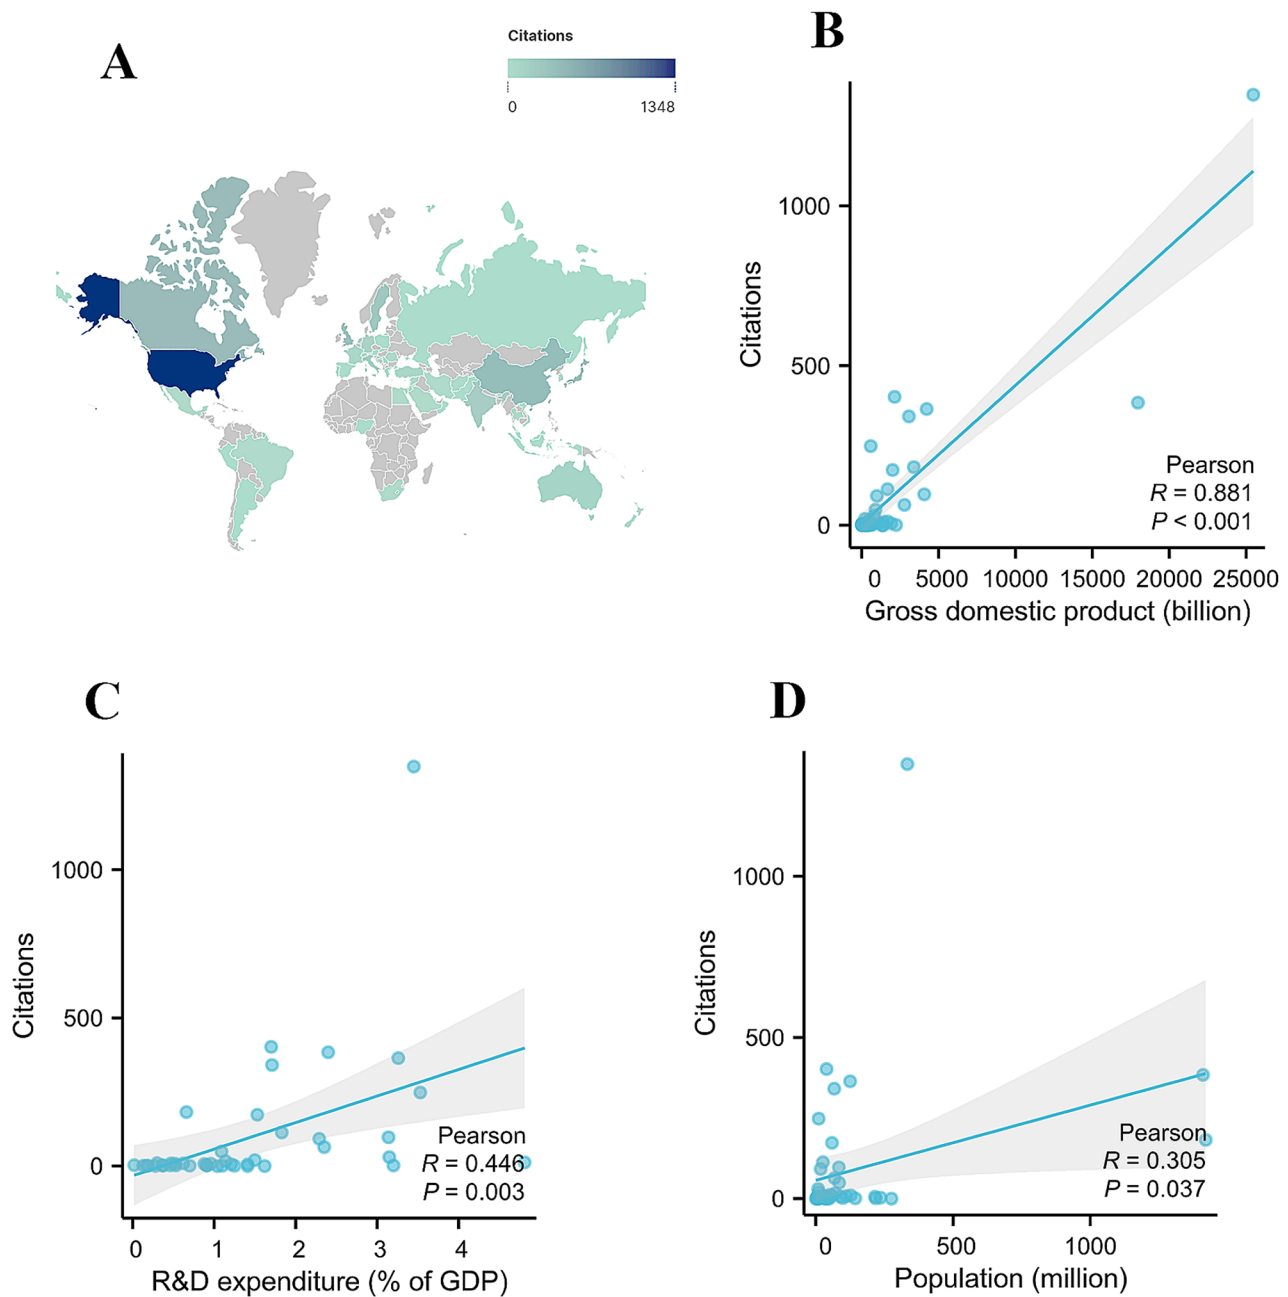 A
Citations
0 1348
B
Citations
1000
500
0
0 5000 10000 15000 20000 25000
Gross domestic product (billion)
Pearson
R = 0.881
P < 0.001
C
Citations
1000
500
0
0 1 2 3 4
R&D expenditure (% of GDP)
Pearson
R = 0.446
P = 0.003
D
Citations
1000
500
0
0 500 1000
Population (million)
Pearson
R = 0.305
P = 0.037